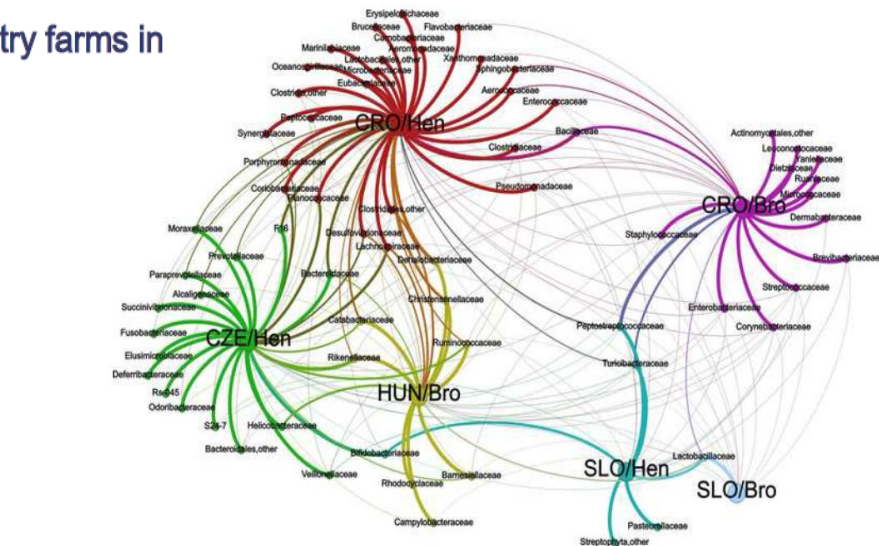 try farms in
Erysipelotrichaceae
Brucellaceae
Flavobacteriaceae
Carnobacteriaceae
Marinilabiaceae
Aeromonadaceae
Lactobacillales,other
Xanthomonadaceae
Microbacteriaceae
Sphingobacteriaceae
Eubacteriaceae
Clostridia,other
Aerococcaceae
Enterococcaceae
Peptococcaceae
CRO/Hen
Synergistaceae
Bacillaceae
Clostridiaceae
Porphyromonadaceae
Coriobacteriaceae
Planococcaceae
Pseudomonadaceae
Clostridiales,other
Actinomycetales,other
Leuconostocaceae
Yaniellaceae
Dietziaceae
Ruaniaceae
Micrococcaceae
CRO/Bro
Dermabacteraceae
Staphylococcaceae
Brevibacteriaceae
Streptococcaceae
Enterobacteriaceae
Corynebacteriaceae
Moraxellaceae
F16
Desulfovibrionaceae
Lachnospiraceae
Prevotellaceae
Dehalobacteriaceae
Paraprevotellaceae
Bacteroidaceae
Alcaligenaceae
Christensenellaceae
Succinivibrionaceae
Catabacteriaceae
Fusobacteriaceae
CZE/Hen
Peptostreptococcaceae
Elusimicrobiaceae
Rikenellaceae
Ruminococcaceae
Turicibacteraceae
Deferribacteraceae
Rs-045
HUN/Bro
Odoribacteraceae
S24-7
Helicobacteraceae
Bacteroidales,other
Bifidobacteriaceae
Lactobacillaceae
Veillonellaceae
Barnesiellaceae
SLO/Hen
Rhodocyclaceae
SLO/Bro
Campylobacteraceae
Pasteurellaceae
Streptophyta,other